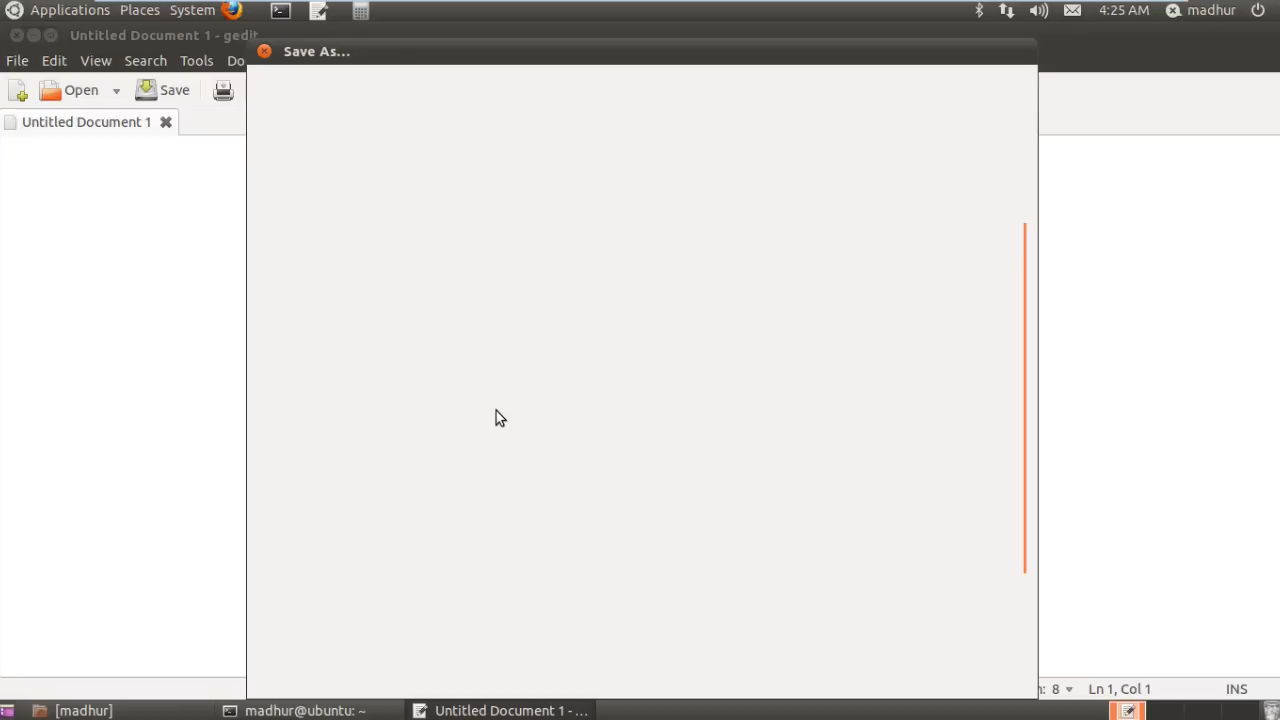 Applications Places System 4:25 AM madhur
Untitled Document 1 - gedit
Save As...
File Edit View Search Tools Do
Open Save
Untitled Document 1
: 8 Ln 1, Col 1 INS
[madhur] madhur@ubuntu: ~ Untitled Document 1 - ...